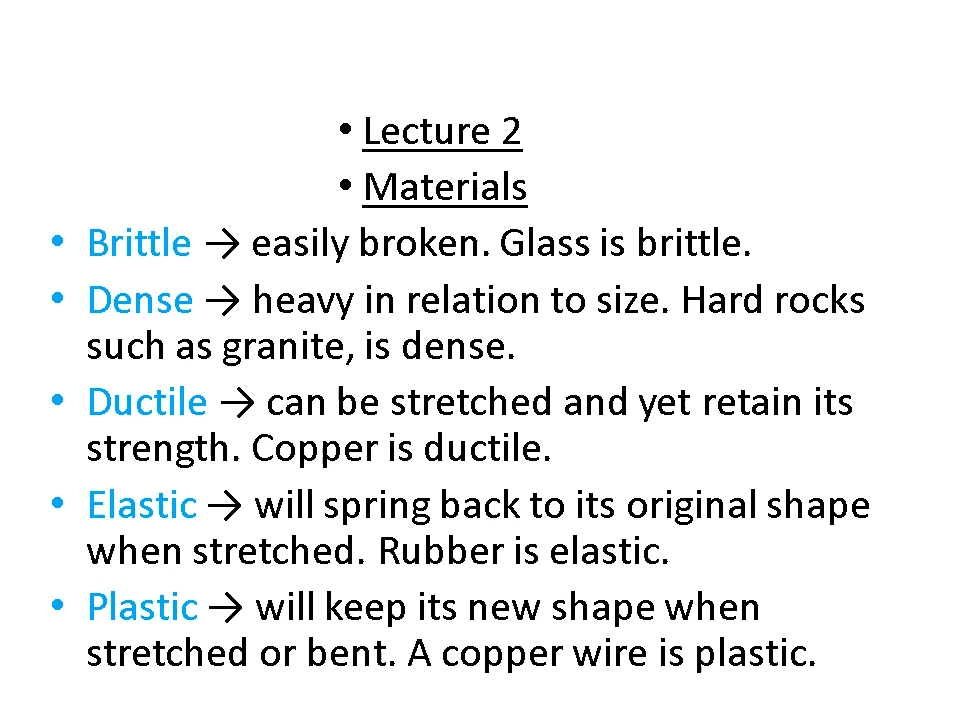 • Lecture 2
• Materials
• Brittle → easily broken. Glass is brittle.
• Dense → heavy in relation to size. Hard rocks
such as granite, is dense.
• Ductile → can be stretched and yet retain its
strength. Copper is ductile.
• Elastic → will spring back to its original shape
when stretched. Rubber is elastic.
• Plastic → will keep its new shape when
stretched or bent. A copper wire is plastic.